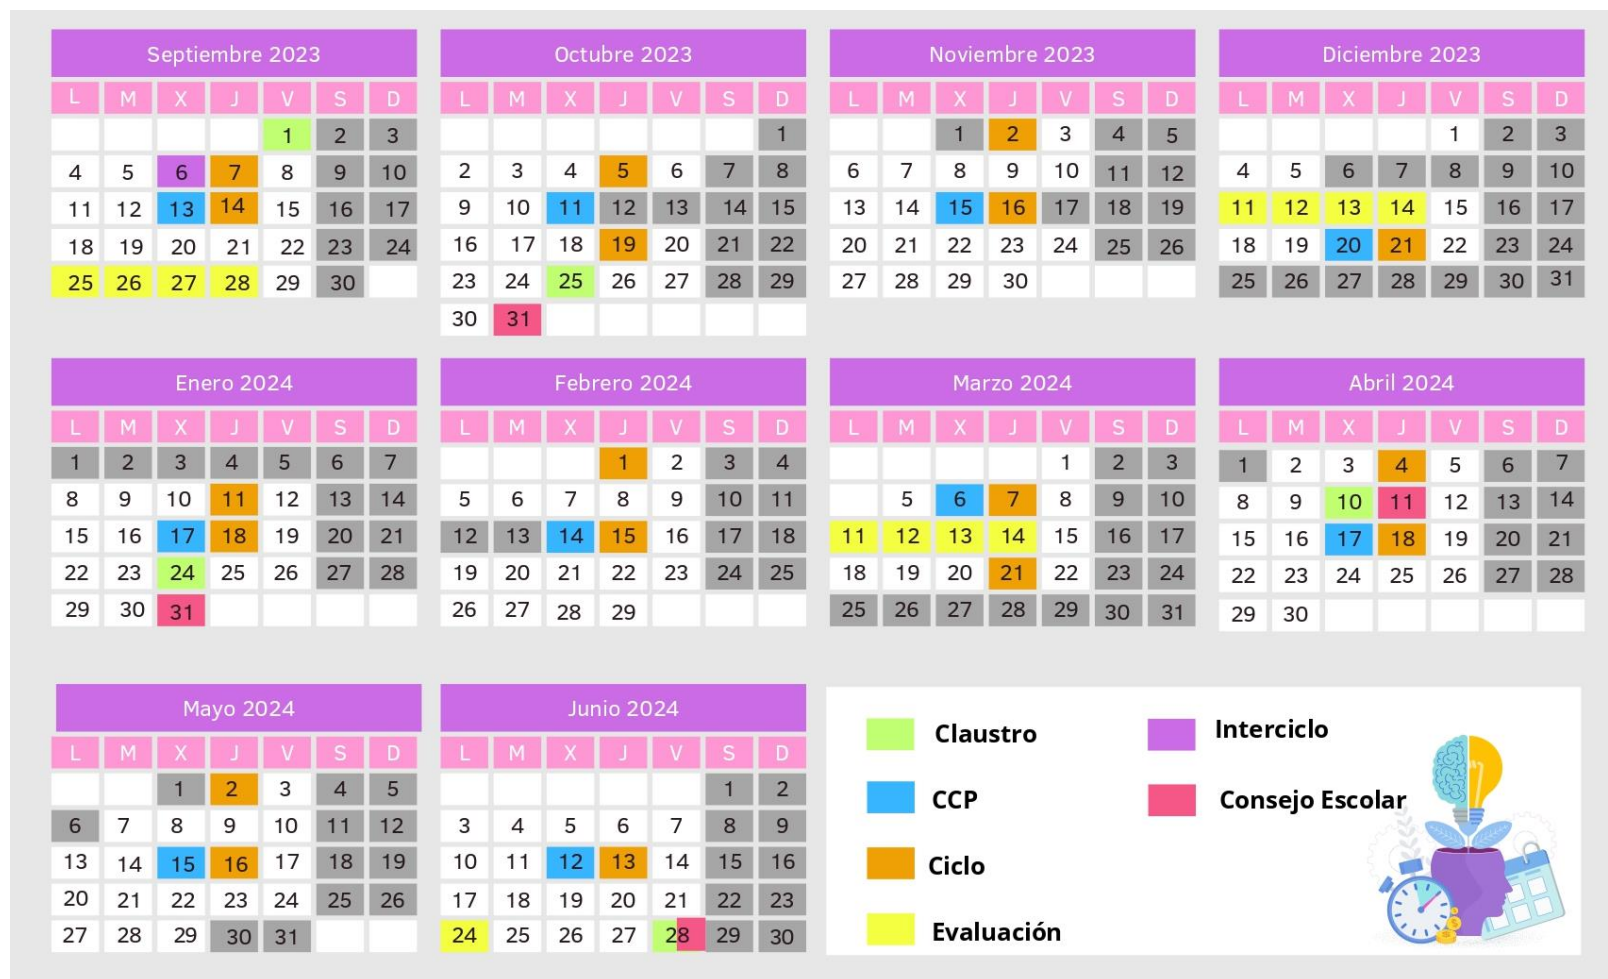 Septiembre 2023
L M X J V S D
1 2 3
4 5 6 7 8 9 10
11 12 13 14 15 16 17
18 19 20 21 22 23 24
25 26 27 28 29 30
Octubre 2023
L M X J V S D
1
2 3 4 5 6 7 8
9 10 11 12 13 14 15
16 17 18 19 20 21 22
23 24 25 26 27 28 29
30 31
Noviembre 2023
L M X J V S D
1 2 3 4 5
6 7 8 9 10 11 12
13 14 15 16 17 18 19
20 21 22 23 24 25 26
27 28 29 30
Diciembre 2023
L M X J V S D
1 2 3
4 5 6 7 8 9 10
11 12 13 14 15 16 17
18 19 20 21 22 23 24
25 26 27 28 29 30 31
Enero 2024
L M X J V S D
1 2 3 4 5 6 7
8 9 10 11 12 13 14
15 16 17 18 19 20 21
22 23 24 25 26 27 28
29 30 31
Febrero 2024
L M X J V S D
1 2 3 4
5 6 7 8 9 10 11
12 13 14 15 16 17 18
19 20 21 22 23 24 25
26 27 28 29
Marzo 2024
L M X J V S D
1 2 3
5 6 7 8 9 10
11 12 13 14 15 16 17
18 19 20 21 22 23 24
25 26 27 28 29 30 31
Abril 2024
L M X J V S D
1 2 3 4 5 6 7
8 9 10 11 12 13 14
15 16 17 18 19 20 21
22 23 24 25 26 27 28
29 30
Mayo 2024
L M X J V S D
1 2 3 4 5
6 7 8 9 10 11 12
13 14 15 16 17 18 19
20 21 22 23 24 25 26
27 28 29 30 31
Junio 2024
L M X J V S D
1 2
3 4 5 6 7 8 9
10 11 12 13 14 15 16
17 18 19 20 21 22 23
24 25 26 27 28 29 30
Claustro
CCP
Ciclo
Evaluación
Interciclo
Consejo Escolar